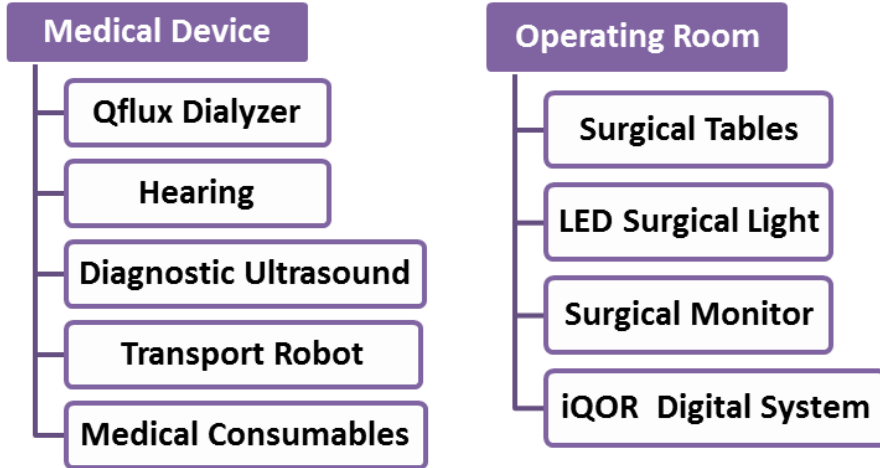 Medical Device
Qflux Dialyzer
Hearing
Diagnostic Ultrasound
Transport Robot
Medical Consumables
Operating Room
Surgical Tables
LED Surgical Light
Surgical Monitor
iQOR Digital System